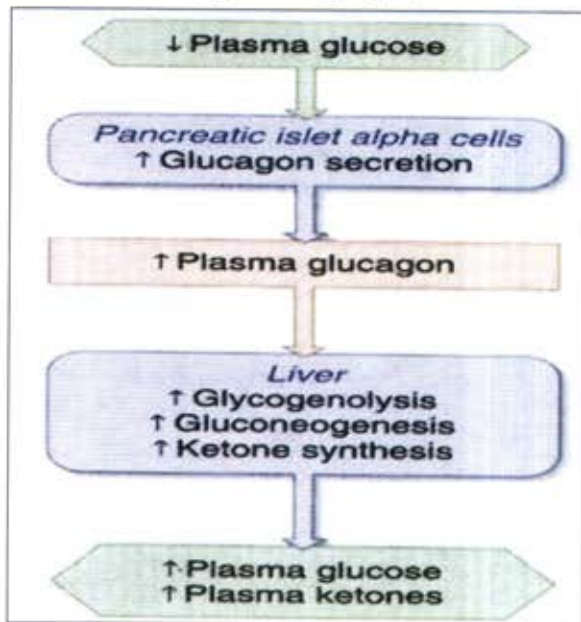 ↓ Plasma glucose
Pancreatic islet alpha cells
↑ Glucagon secretion
↑ Plasma glucagon
Liver
↑ Glycogenolysis
↑ Gluconeogenesis
↑ Ketone synthesis
↑ Plasma glucose
↑ Plasma ketones